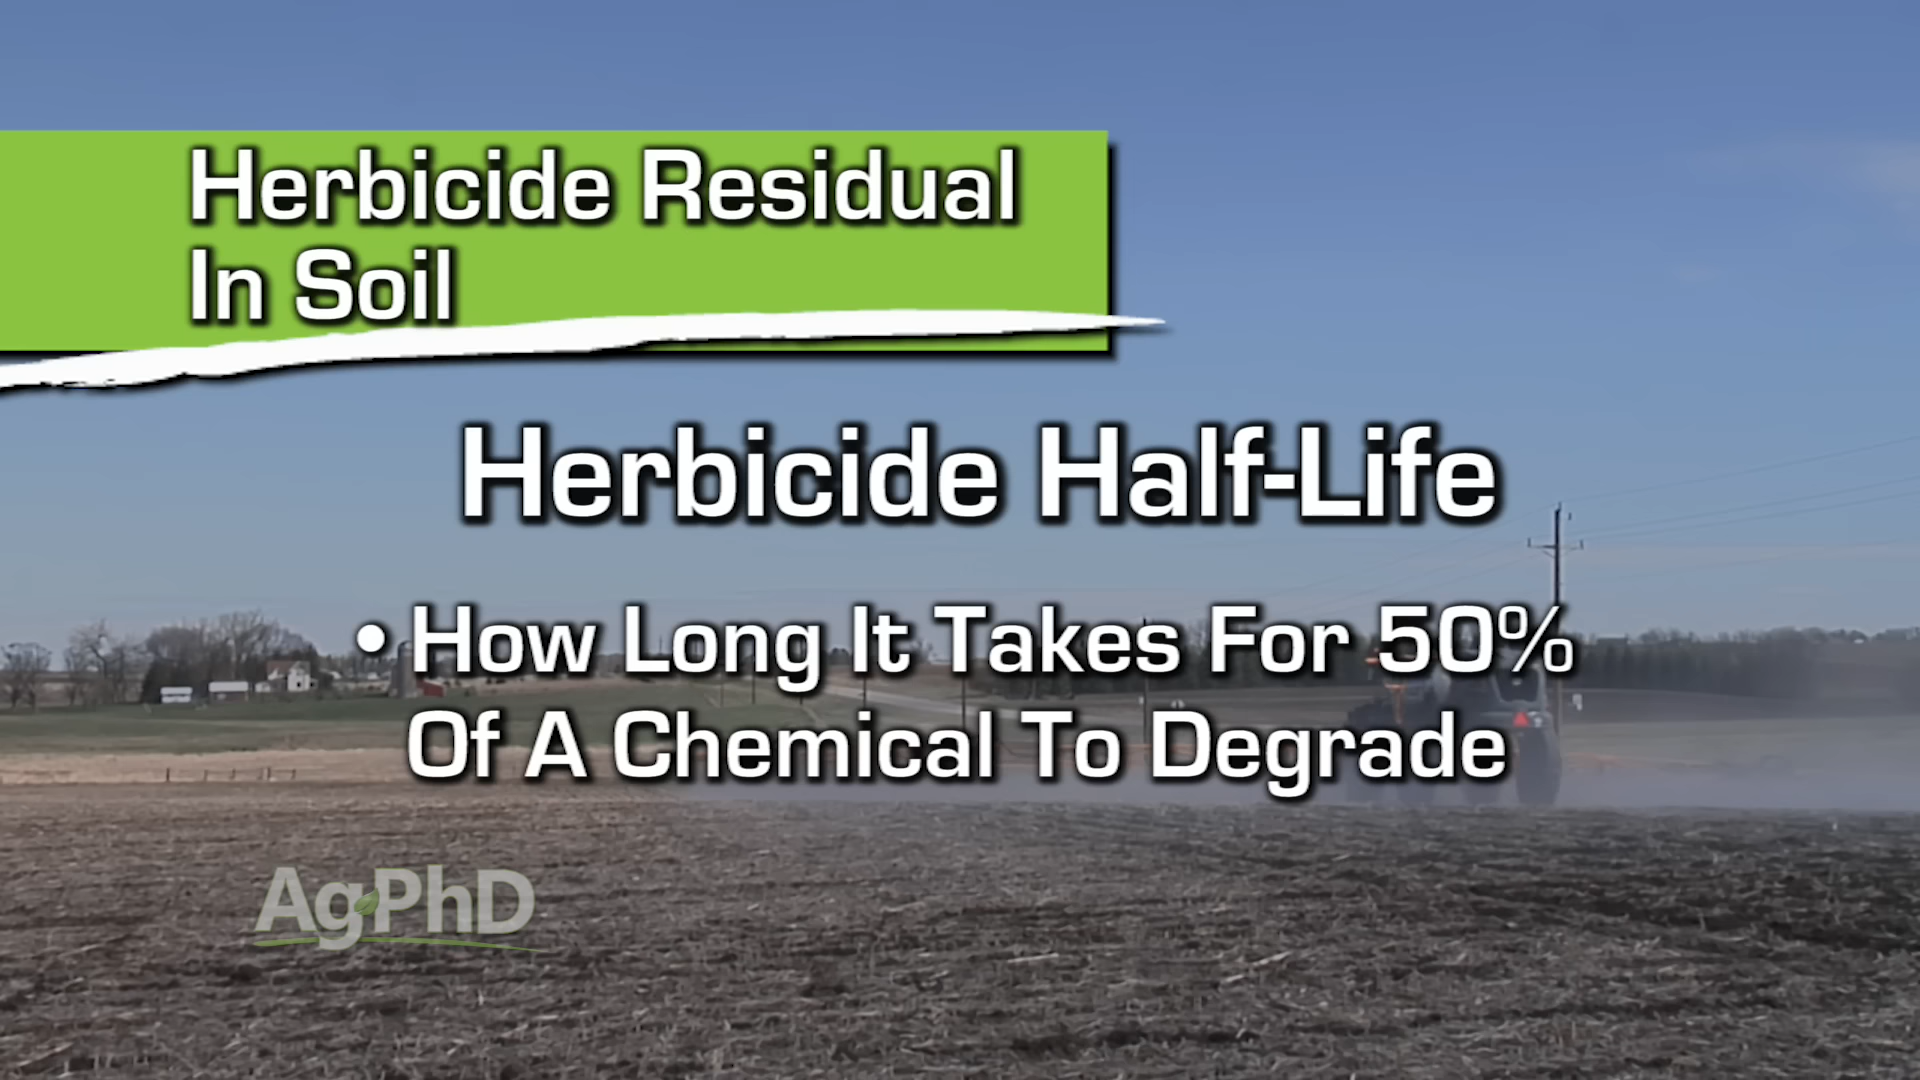 Herbicide Residual
In Soil
Herbicide Half-Life
• How Long It Takes For 50%
Of A Chemical To Degrade
AgPhD